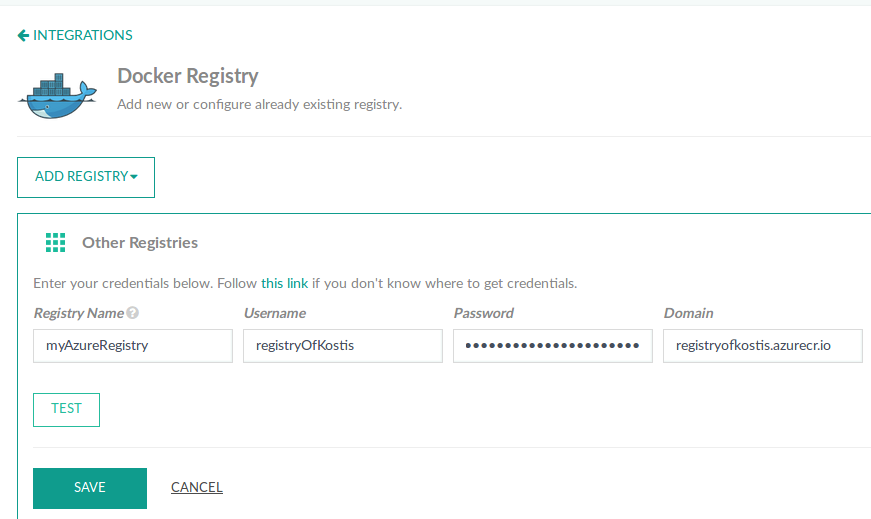 INTEGRATIONS
Docker Registry
Add new or configure already existing registry.
ADD REGISTRY
Other Registries
Enter your credentials below. Follow this link if you don't know where to get credentials.
Registry Name ? Username Password Domain
myAzureRegistry registryOfKostis •••••••••••••••••••••• registryofkostis.azurecr.io
TEST
SAVE CANCEL